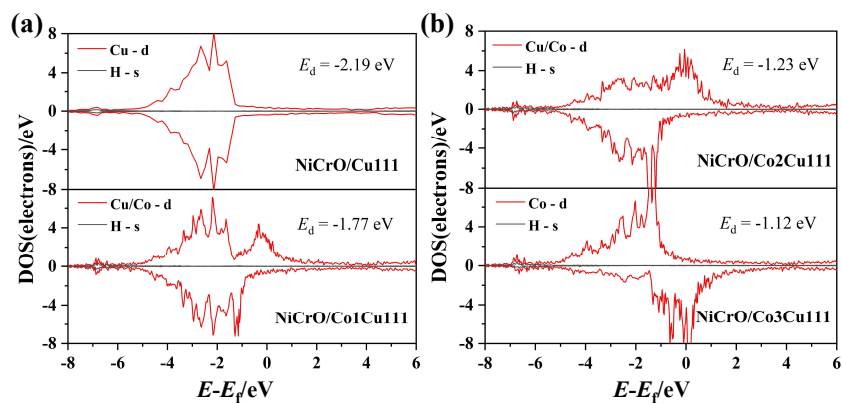 (a)
Cu - d
H - s
E_d = -2.19 eV
NiCrO/Cu111
8
4
0
-4
-8
Cu/Co - d
H - s
E_d = -1.77 eV
NiCrO/Co1Cu111
4
0
-4
-8
-8 -6 -4 -2 0 2 4 6
E-E_f/eV
DOS(electrons)/eV
(b)
Cu/Co - d
H - s
E_d = -1.23 eV
NiCrO/Co2Cu111
8
4
0
-4
-8
Co - d
H - s
E_d = -1.12 eV
NiCrO/Co3Cu111
4
0
-4
-8
-8 -6 -4 -2 0 2 4 6
E-E_f/eV
DOS(electrons)/eV